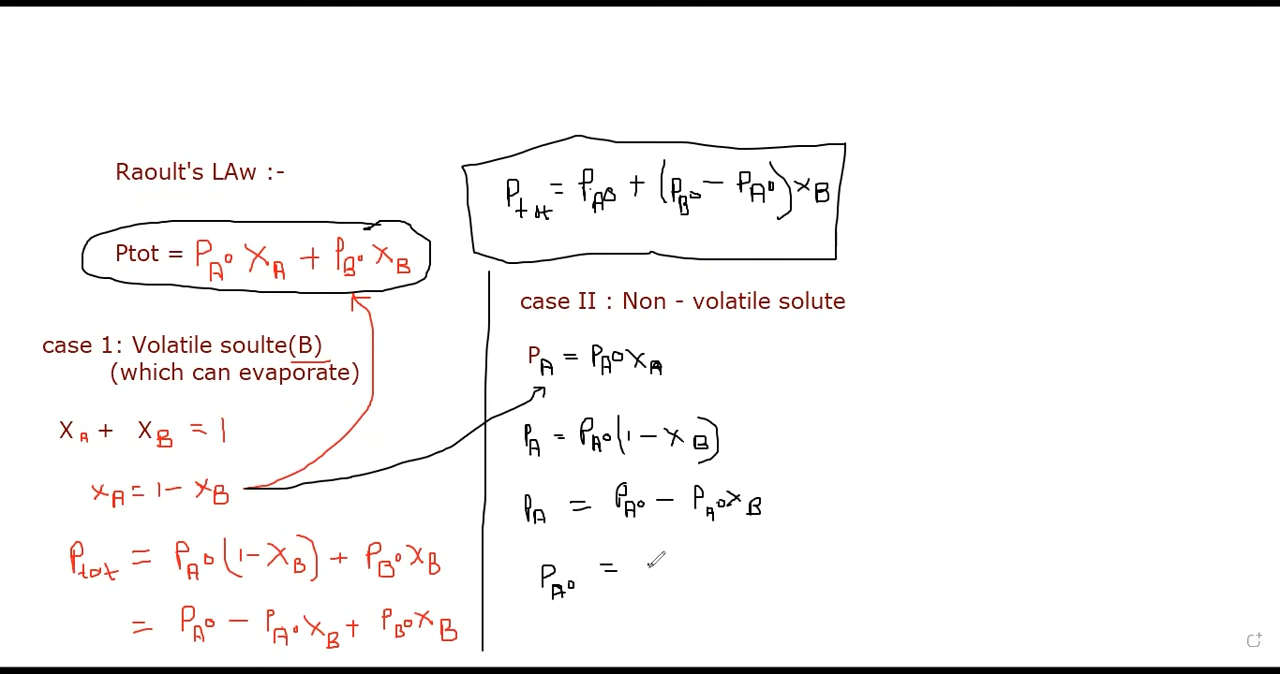 Raoult's LAw :-
Ptot = PA° XA + PB° XB
case 1: Volatile soulte(B)
(which can evaporate)
XA + XB = 1
XA = 1 - XB
Ptot = PA° (1 - XB) + PB° XB
= PA° - PA° XB + PB° XB
Ptot = PA° + (PB° - PA°) XB
case II : Non - volatile solute
PA = PA° XA
PA = PA° (1 - XB)
PA = PA° - PA° XB
PA° =